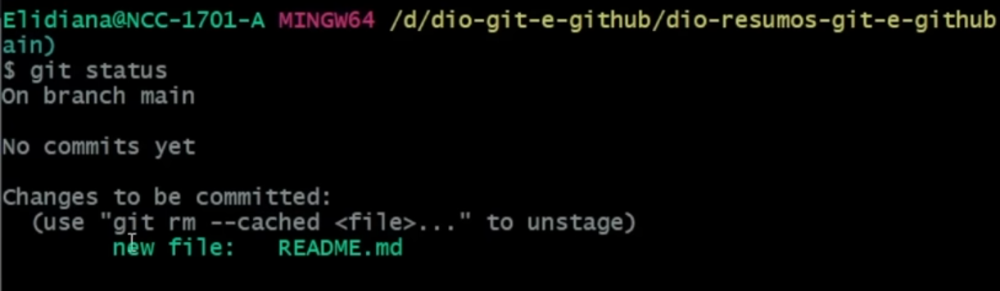 Elidiana@NCC-1701-A MINGW64 /d/dio-git-e-github/dio-resumos-git-e-github
ain)
$ git status
On branch main
No commits yet
Changes to be committed:
(use "git rm --cached <file>..." to unstage)
new file: README.md